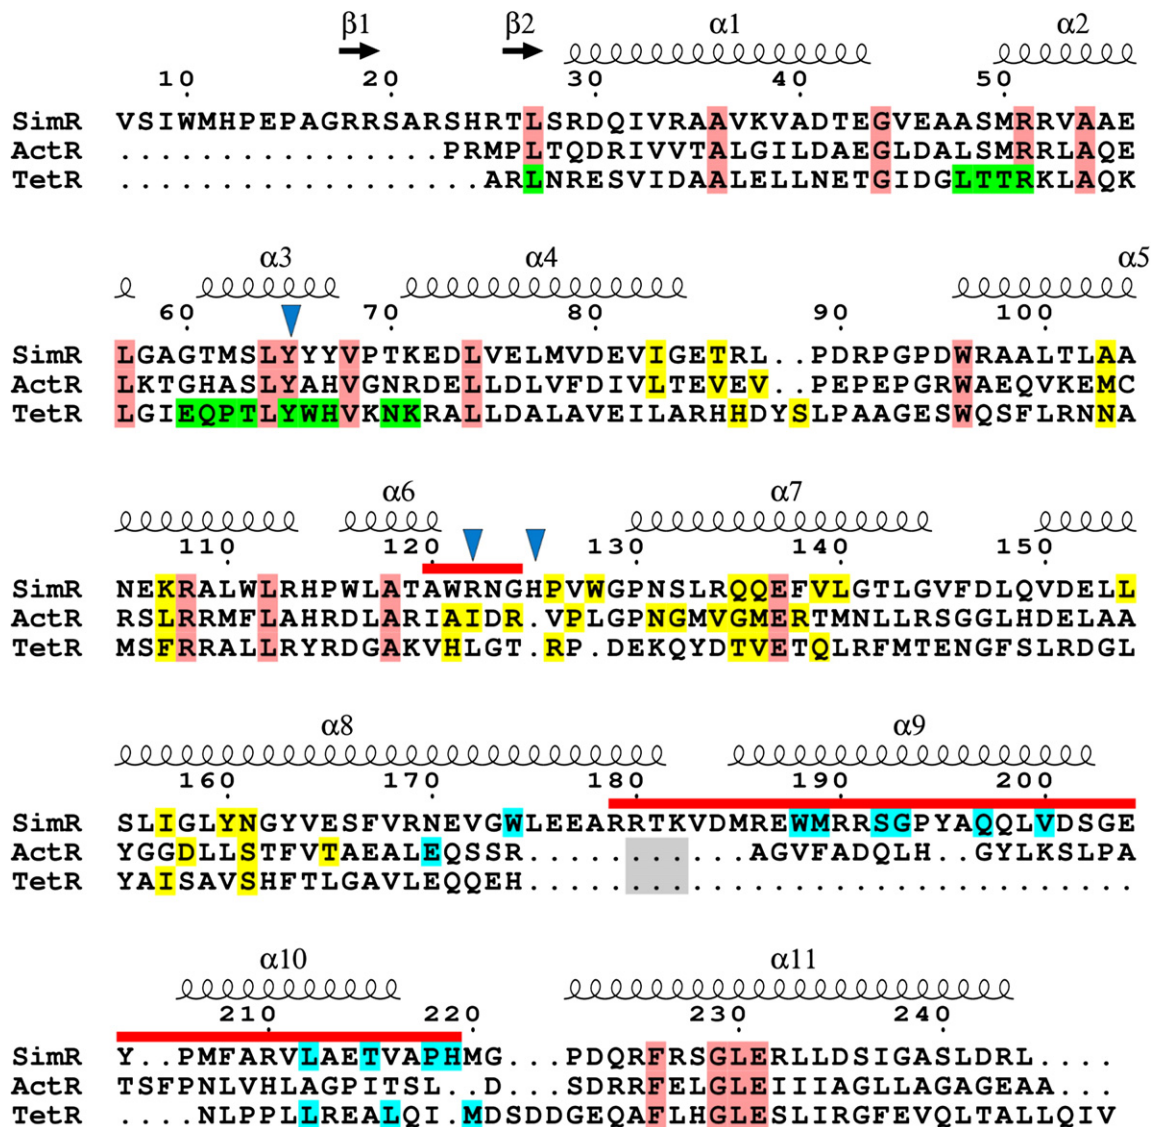 β1 β2 α1 α2
10 20 30 40 50
SimR VSIWMHPEPAGRRSARSHRTLSRDQIVRAAVKVADTEGVEAASMRRVAAE
ActR ................PRMPLTQDRIVVTALGILDAEGLDALSMRRLAQE
TetR ..................ARLNRESVIDAALELLNETGIDGLTTRKLAQK
α3 α4 α5
60 70 80 90 100
SimR LGAGTMSLYYYVPTKEDLVELMVDEVIGETRL..PDRPGPDWRAALTLAA
ActR LKTGHASLYAHVGNRDELLDLVFDIVLTEVEV..PEPEPGRWAEQVKEMC
TetR LGIEQPTLYWHVKNKRALLDALAVEILARHHDYSLPAAGESWQSFLRNNA
α6 α7
110 120 130 140 150
SimR NEKRALWLRHPWLATAWRNGHPVWGPNSLRQQEFVLGTLGVFDLQVDELL
ActR RSLRRMFLAHRDLARIAIDR.VPLGPNGMVGMERTMNLLRSGGLHDELAA
TetR MSFRRALLRYRDGAKVHLGT.RP.DEKQYDTVETQLRFMTENGFSLRDGL
α8 α9
160 170 180 190 200
SimR SLIGLYNGYVESFVRNEVGWLEEARRTKVDMREWMRRSGPYAQQLVDSGE
ActR YGGDLLSTFVTAEALEQSSR...........AGVFADQLH..GYLKSLPA
TetR YAISAVSHFTLGAVLEQQEH..............................
α10 α11
210 220 230 240
SimR Y..PMFARVLAETVAPHMG...PDQRFRSGLERLLDSIGASLDRL....
ActR TSFPNLVHLAGPITSL..D...SDRRFELGLEIIIAGLLAGAGEAA....
TetR ....NLPPLLREALQI.MDSDDGEQAFLHGLESLIRGFEVQLTALLQIV